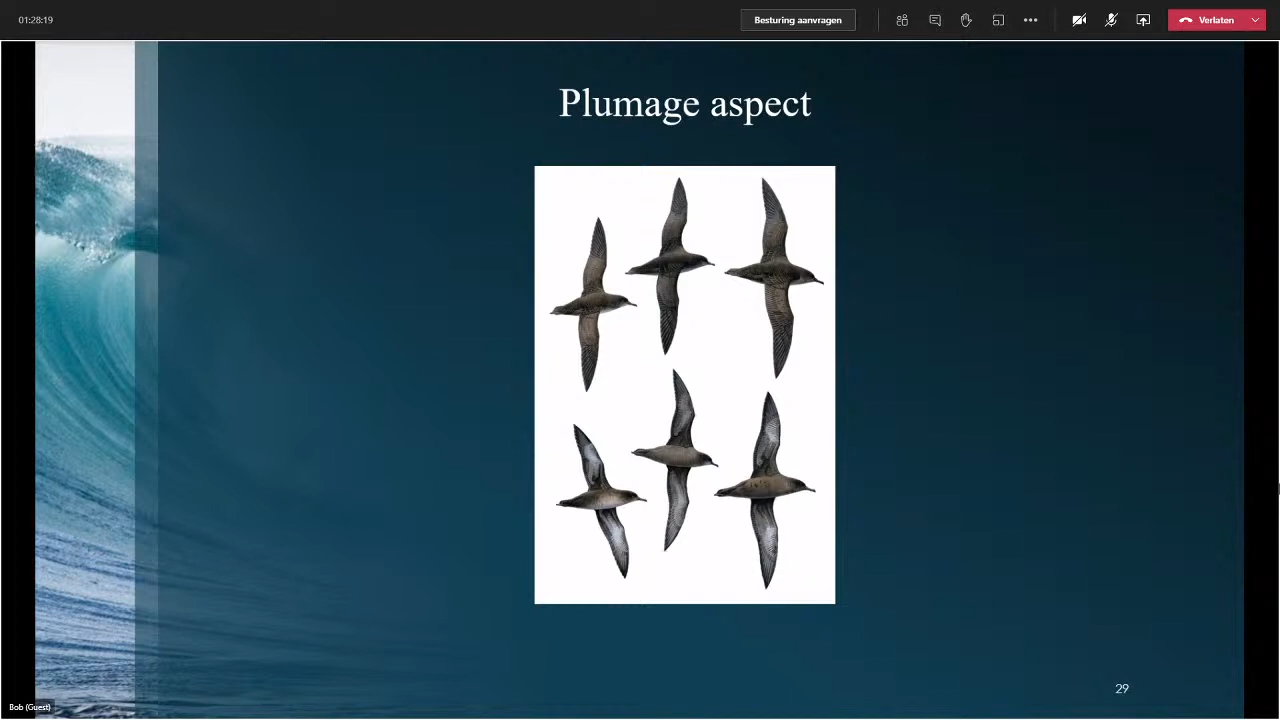 01:28:19
Besturing aanvragen
Verlaten
Plumage aspect
29
Bob (Guest)